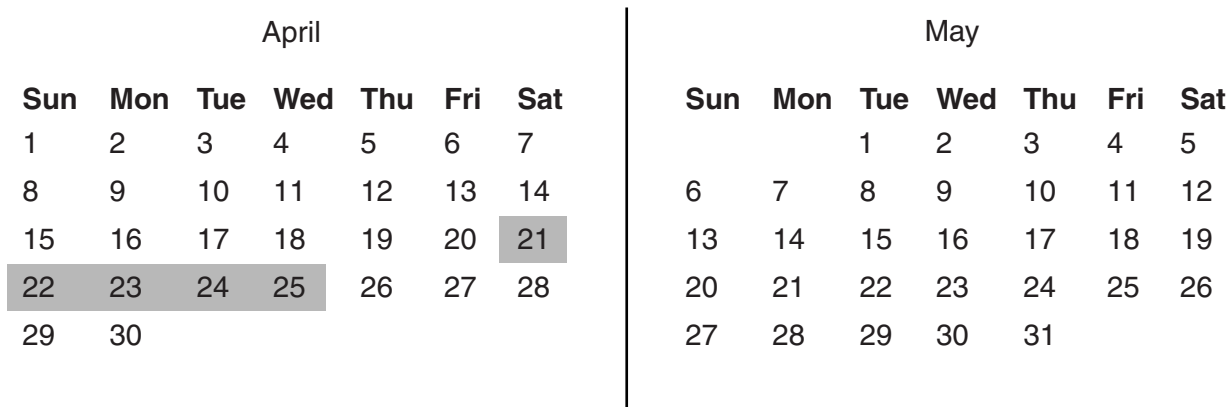 April
Sun Mon Tue Wed Thu Fri Sat
1 2 3 4 5 6 7
8 9 10 11 12 13 14
15 16 17 18 19 20 21
22 23 24 25 26 27 28
29 30
May
Sun Mon Tue Wed Thu Fri Sat
1 2 3 4 5
6 7 8 9 10 11 12
13 14 15 16 17 18 19
20 21 22 23 24 25 26
27 28 29 30 31